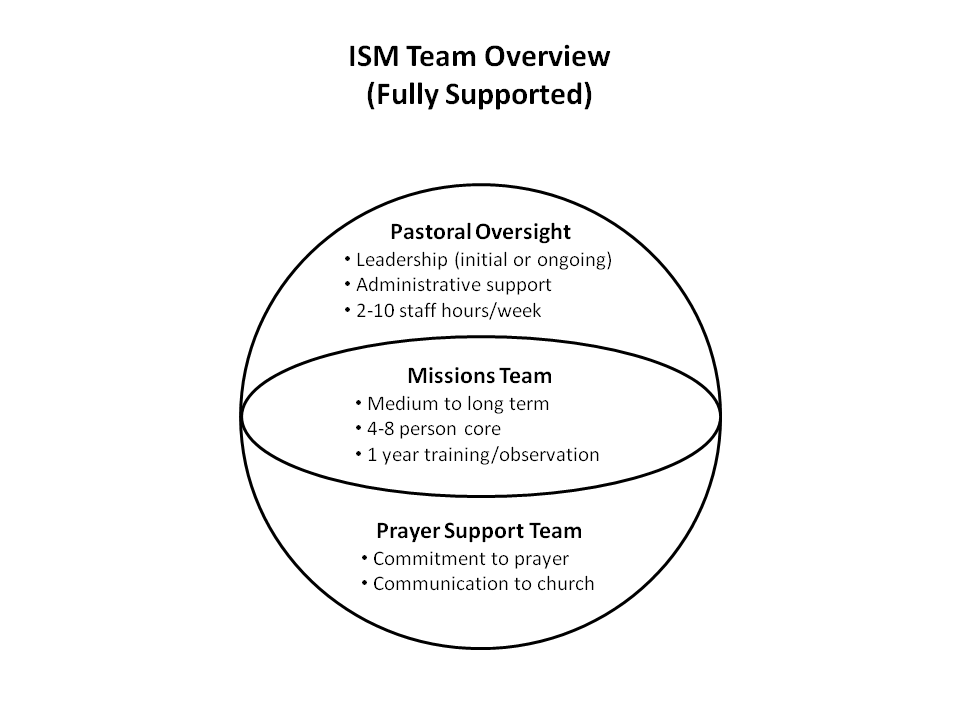 ISM Team Overview
(Fully Supported)
Pastoral Oversight
• Leadership (initial or ongoing)
• Administrative support
• 2-10 staff hours/week
Missions Team
• Medium to long term
• 4-8 person core
• 1 year training/observation
Prayer Support Team
• Commitment to prayer
• Communication to church